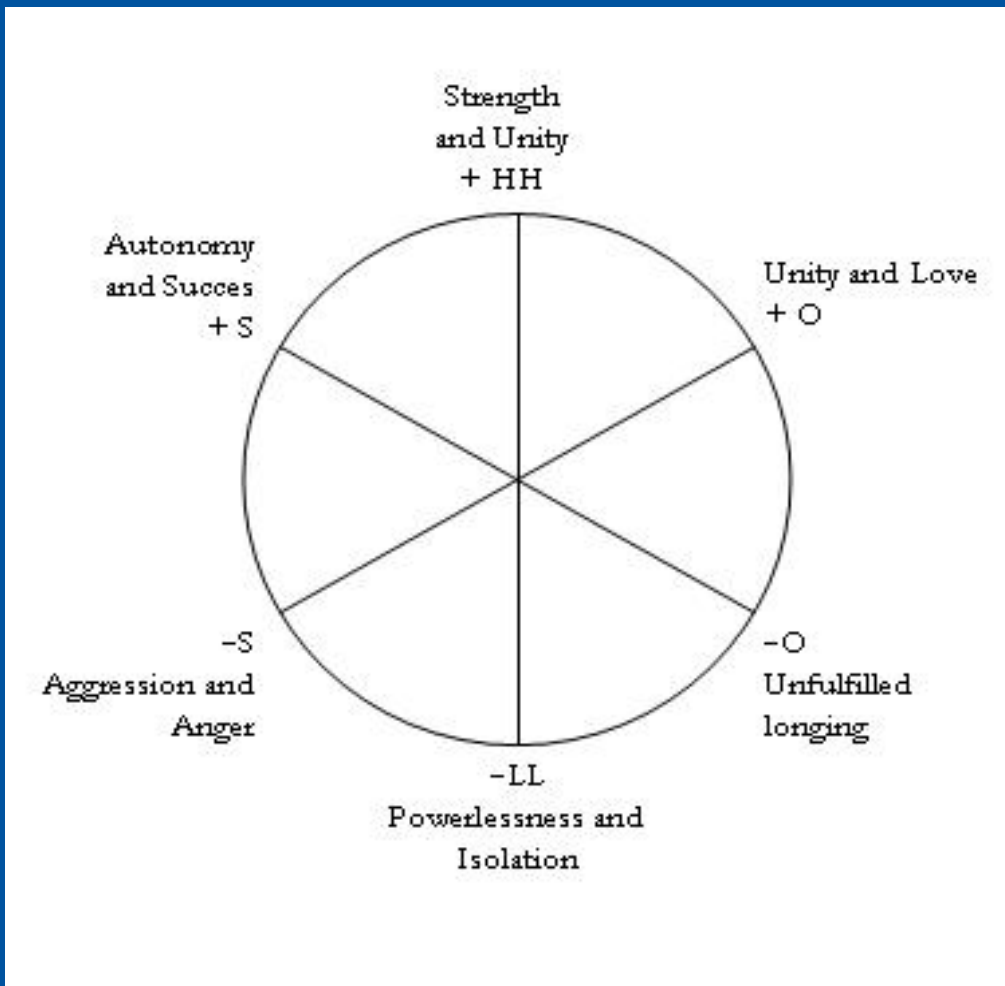 Strength
and Unity
+ HH
Autonomy
and Succes
+ S
Unity and Love
+ O
-S
Aggression and
Anger
-O
Unfulfilled
longing
-LL
Powerlessness and
Isolation